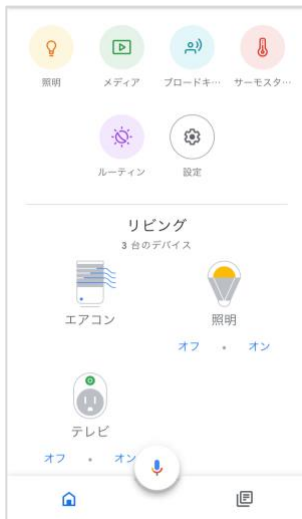 照明 メディア ブロードキ… サーモスタ…
ルーティン 設定
リビング
3 台のデバイス
エアコン 照明
オフ • オン
テレビ
オフ • オン